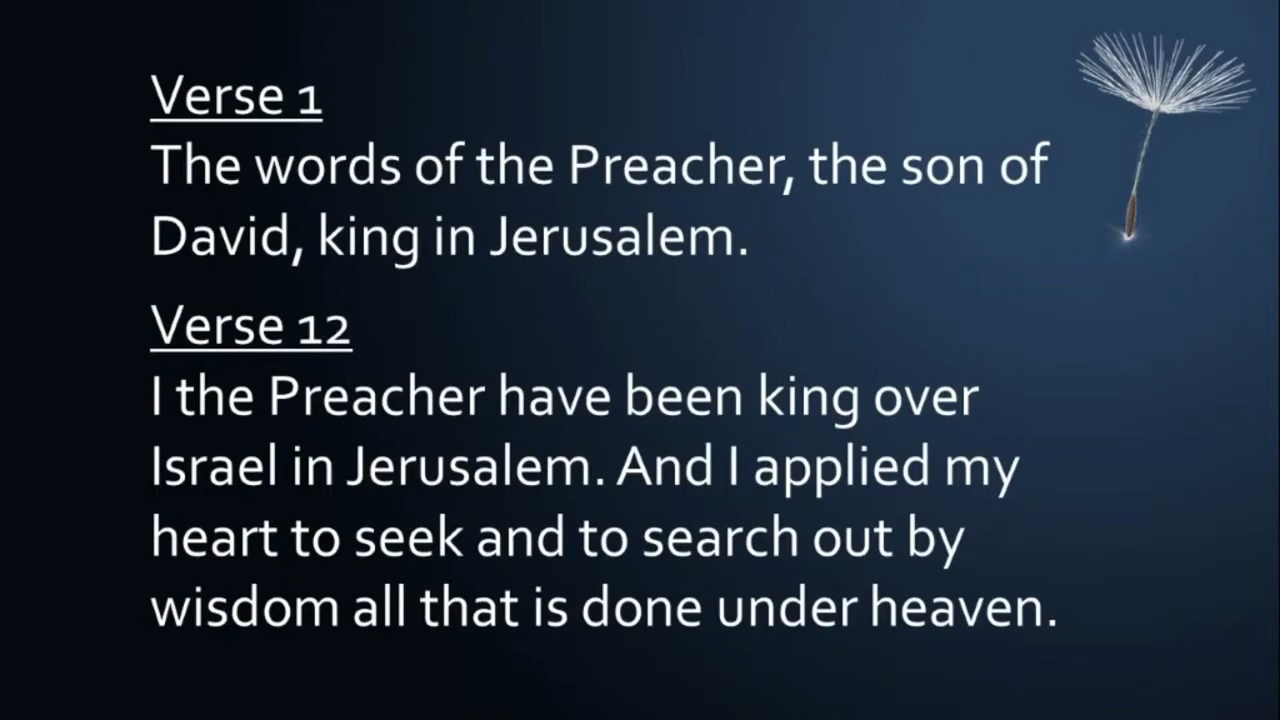 Verse 1
The words of the Preacher, the son of
David, king in Jerusalem.
Verse 12
I the Preacher have been king over
Israel in Jerusalem. And I applied my
heart to seek and to search out by
wisdom all that is done under heaven.